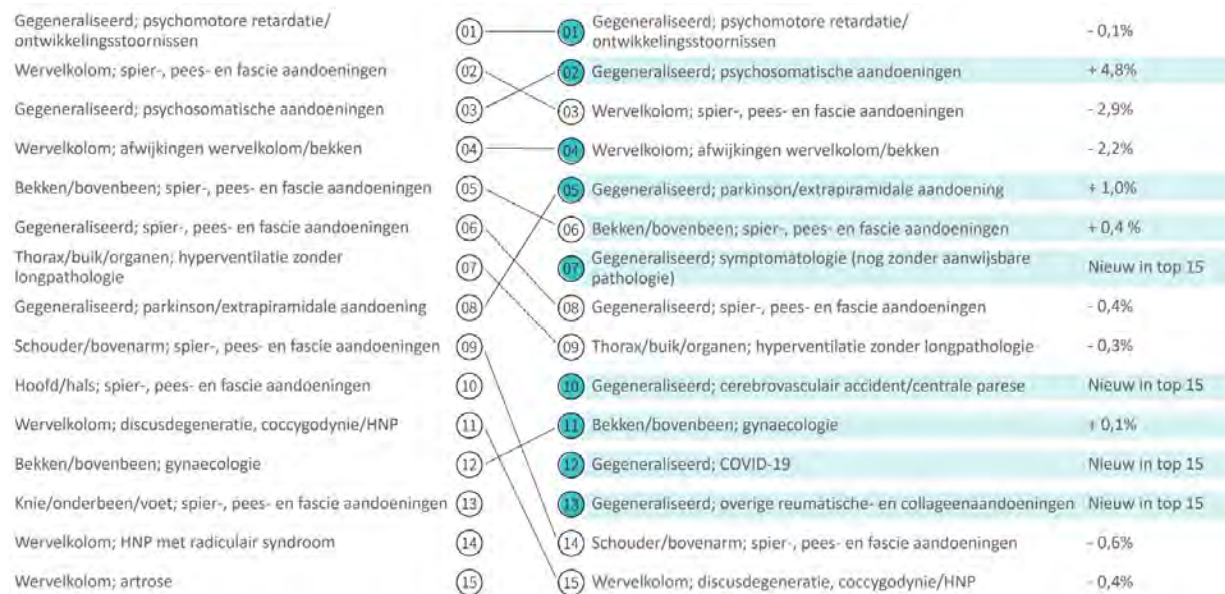 Gegeneraliseerd; psychomotore retardatie/
ontwikkelingsstoornissen
01
01
Gegeneraliseerd; psychomotore retardatie/
ontwikkelingsstoornissen
- 0,1%
Wervelkolom; spier-, pees- en fascie aandoeningen
02
02
Gegeneraliseerd; psychosomatische aandoeningen
+ 4,8%
Gegeneraliseerd; psychosomatische aandoeningen
03
03
Wervelkolom; spier-, pees- en fascie aandoeningen
- 2,9%
Wervelkolom; afwijkingen wervelkolom/bekken
04
04
Wervelkolom; afwijkingen wervelkolom/bekken
- 2,2%
Bekken/bovenbeen; spier-, pees- en fascie aandoeningen
05
05
Gegeneraliseerd; parkinson/extrapiramidale aandoening
+ 1,0%
Gegeneraliseerd; spier-, pees- en fascie aandoeningen
06
06
Bekken/bovenbeen; spier-, pees- en fascie aandoeningen
+ 0,4 %
Thorax/buik/organen; hyperventilatie zonder
longpathologie
07
07
Gegeneraliseerd; symptomatologie (nog zonder aanwijsbare
pathologie)
Nieuw in top 15
Gegeneraliseerd; parkinson/extrapiramidale aandoening
08
08
Gegeneraliseerd; spier-, pees- en fascie aandoeningen
- 0,4%
Schouder/bovenarm; spier-, pees- en fascie aandoeningen
09
09
Thorax/buik/organen; hyperventilatie zonder longpathologie
- 0,3%
Hoofd/hals; spier-, pees- en fascie aandoeningen
10
10
Gegeneraliseerd; cerebrovasculair accident/centrale parese
Nieuw in top 15
Wervelkolom; discusdegeneratie, coccygodynie/HNP
11
11
Bekken/bovenbeen; gynaecologie
+ 0,1%
Bekken/bovenbeen; gynaecologie
12
12
Gegeneraliseerd; COVID-19
Nieuw in top 15
Knie/onderbeen/voet; spier-, pees- en fascie aandoeningen
13
13
Gegeneraliseerd; overige reumatische- en collageenaandoeningen
Nieuw in top 15
Wervelkolom; HNP met radiculair syndroom
14
14
Schouder/bovenarm; spier-, pees- en fascie aandoeningen
- 0,6%
Wervelkolom; artrose
15
15
Wervelkolom; discusdegeneratie, coccygodynie/HNP
- 0,4%